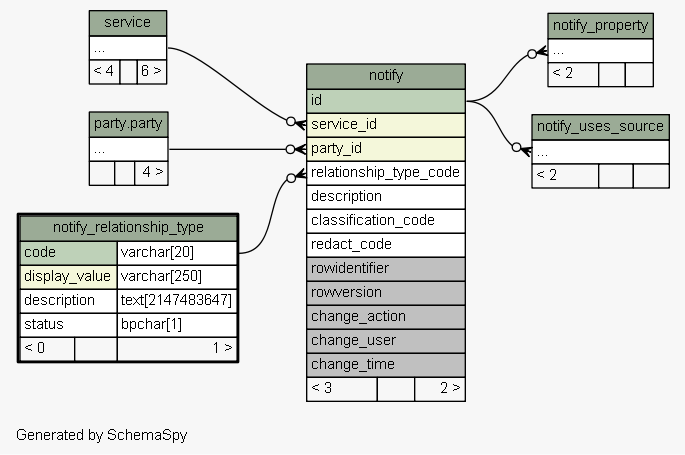 service
...
< 4 6 >
party.party
...
4 >
notify_relationship_type
code varchar[20]
display_value varchar[250]
description text[2147483647]
status bpchar[1]
< 0 1 >
notify
id
service_id
party_id
relationship_type_code
description
classification_code
redact_code
rowidentifier
rowversion
change_action
change_user
change_time
< 3 2 >
notify_property
...
< 2
notify_uses_source
...
< 2
Generated by SchemaSpy